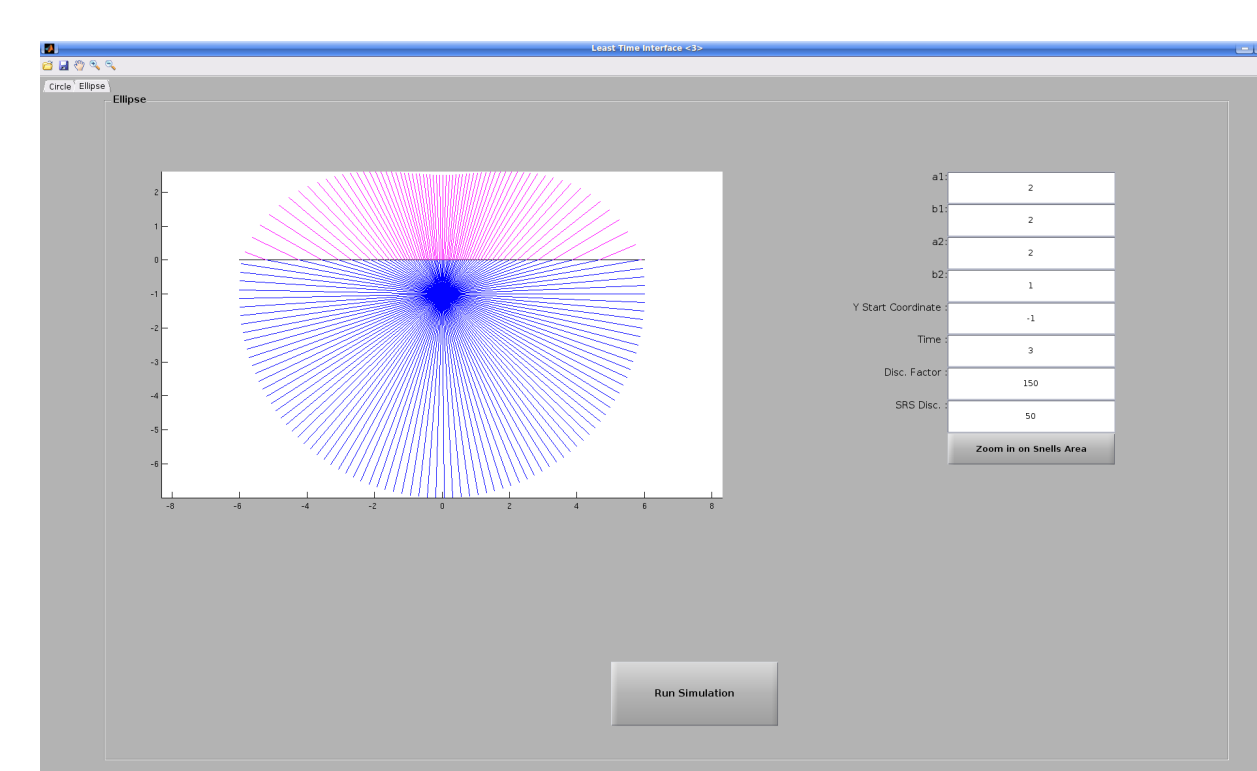 Least Time Interface <3>
Circle Ellipse
Ellipse
2
1
0
-1
-2
-3
-4
-5
-6
-8 -6 -4 -2 0 2 4 6 8
a1: 2
b1: 2
a2: 2
b2: 1
Y Start Coordinate : -1
Time : 3
Disc. Factor : 150
SRS Disc. : 50
Zoom in on Snells Area
Run Simulation